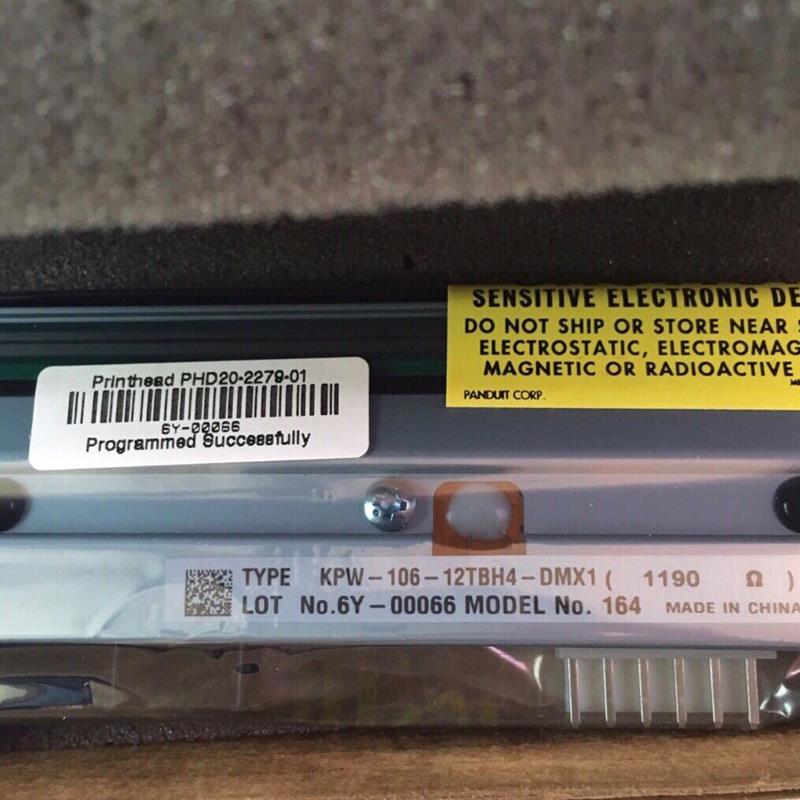 SENSITIVE ELECTRONIC DE
DO NOT SHIP OR STORE NEAR S
ELECTROSTATIC, ELECTROMAG
MAGNETIC OR RADIOACTIVE
PANDUIT CORP.
Printhead PHD20-2279-01
6Y-00066
Programmed Successfully
TYPE KPW-106-12TBH4-DMX1 ( 1190 Ω )
LOT No.6Y-00066 MODEL No. 164 MADE IN CHINA